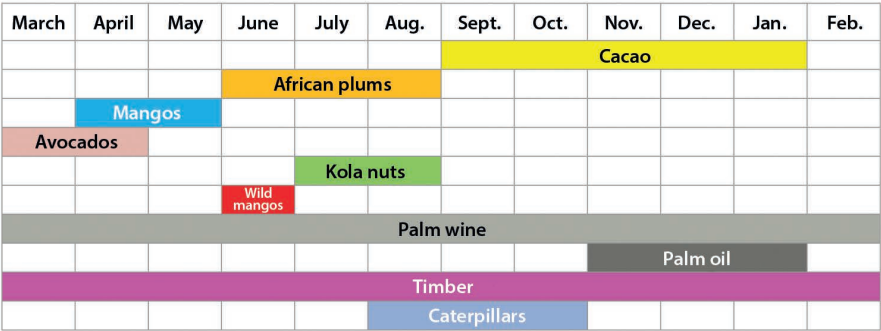 March April May June July Aug. Sept. Oct. Nov. Dec. Jan. Feb.
Cacao
African plums
Mangos
Avocados
Kola nuts
Wild
mangos
Palm wine
Palm oil
Timber
Caterpillars